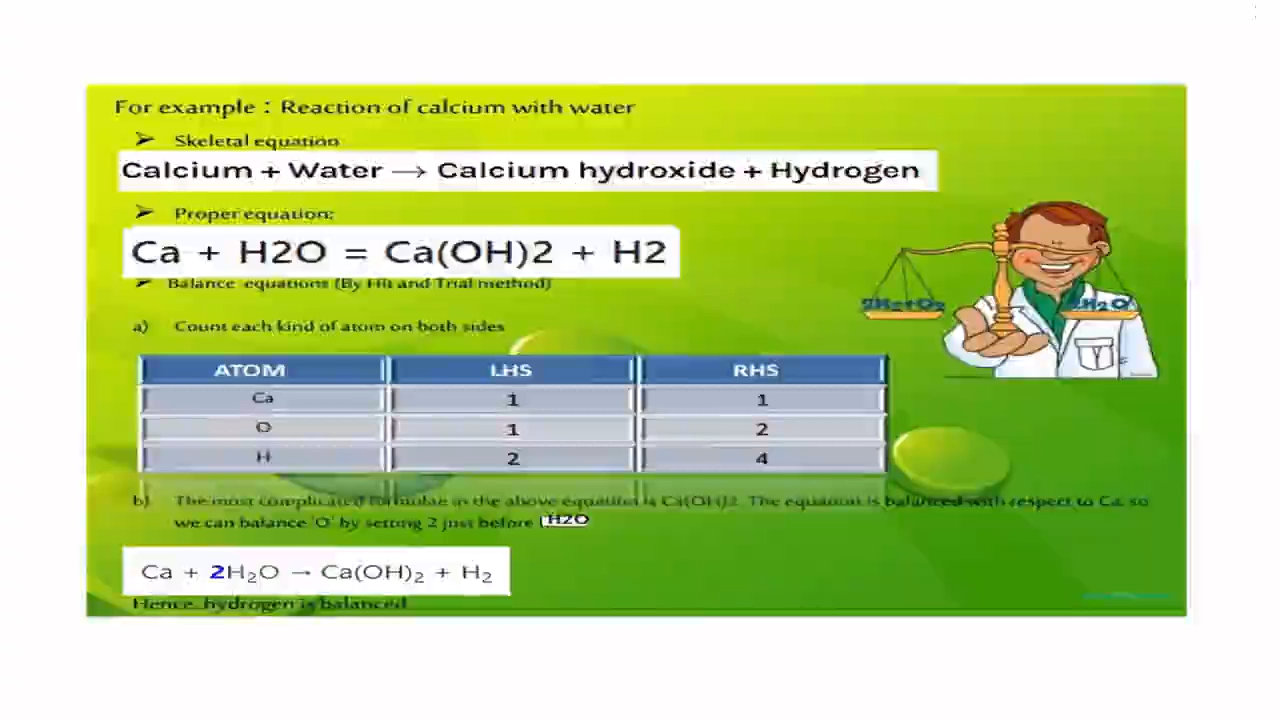 For example : Reaction of calcium with water
➢ Skeletal equation
Calcium + Water → Calcium hydroxide + Hydrogen
➢ Proper equation:
Ca + H2O = Ca(OH)2 + H2
➢ Balance equations (By Hit and Trial method)
a) Count each kind of atom on both sides
ATOM LHS RHS
Ca 1 1
O 1 2
H 2 4
b) The most complicated formulae in the above equation is Ca(OH)2. The equation is balanced with respect to Ca. so
we can balance 'O' by setting 2 just before H2O
Ca + 2H₂O → Ca(OH)₂ + H₂
Hence, hydrogen is balanced